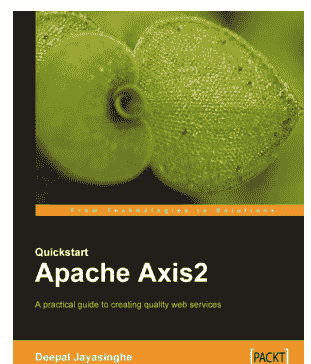 From Technologies to Solutions
Quickstart
Apache Axis2
A practical guide to creating quality web services
Deepal Jayasinghe
[PACKT]